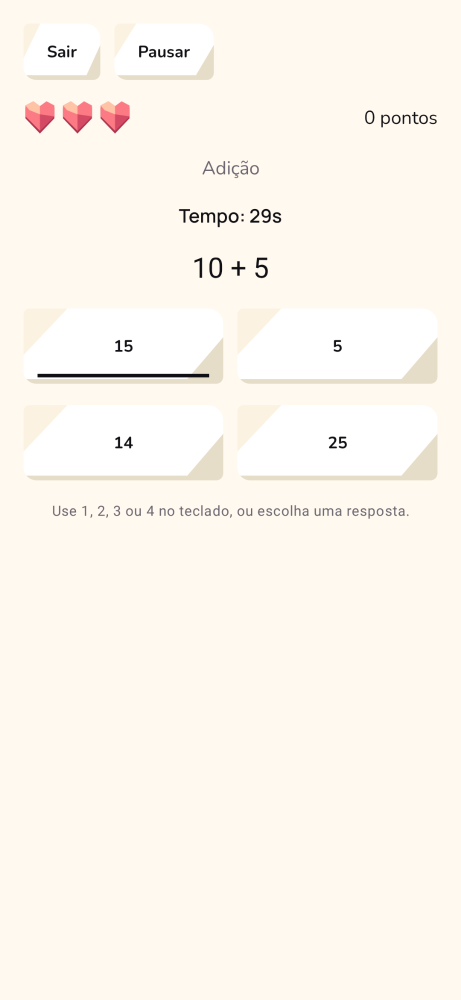 Sair Pausar
0 pontos
Adição
Tempo: 29s
10 + 5
15 5
14 25
Use 1, 2, 3 ou 4 no teclado, ou escolha uma resposta.